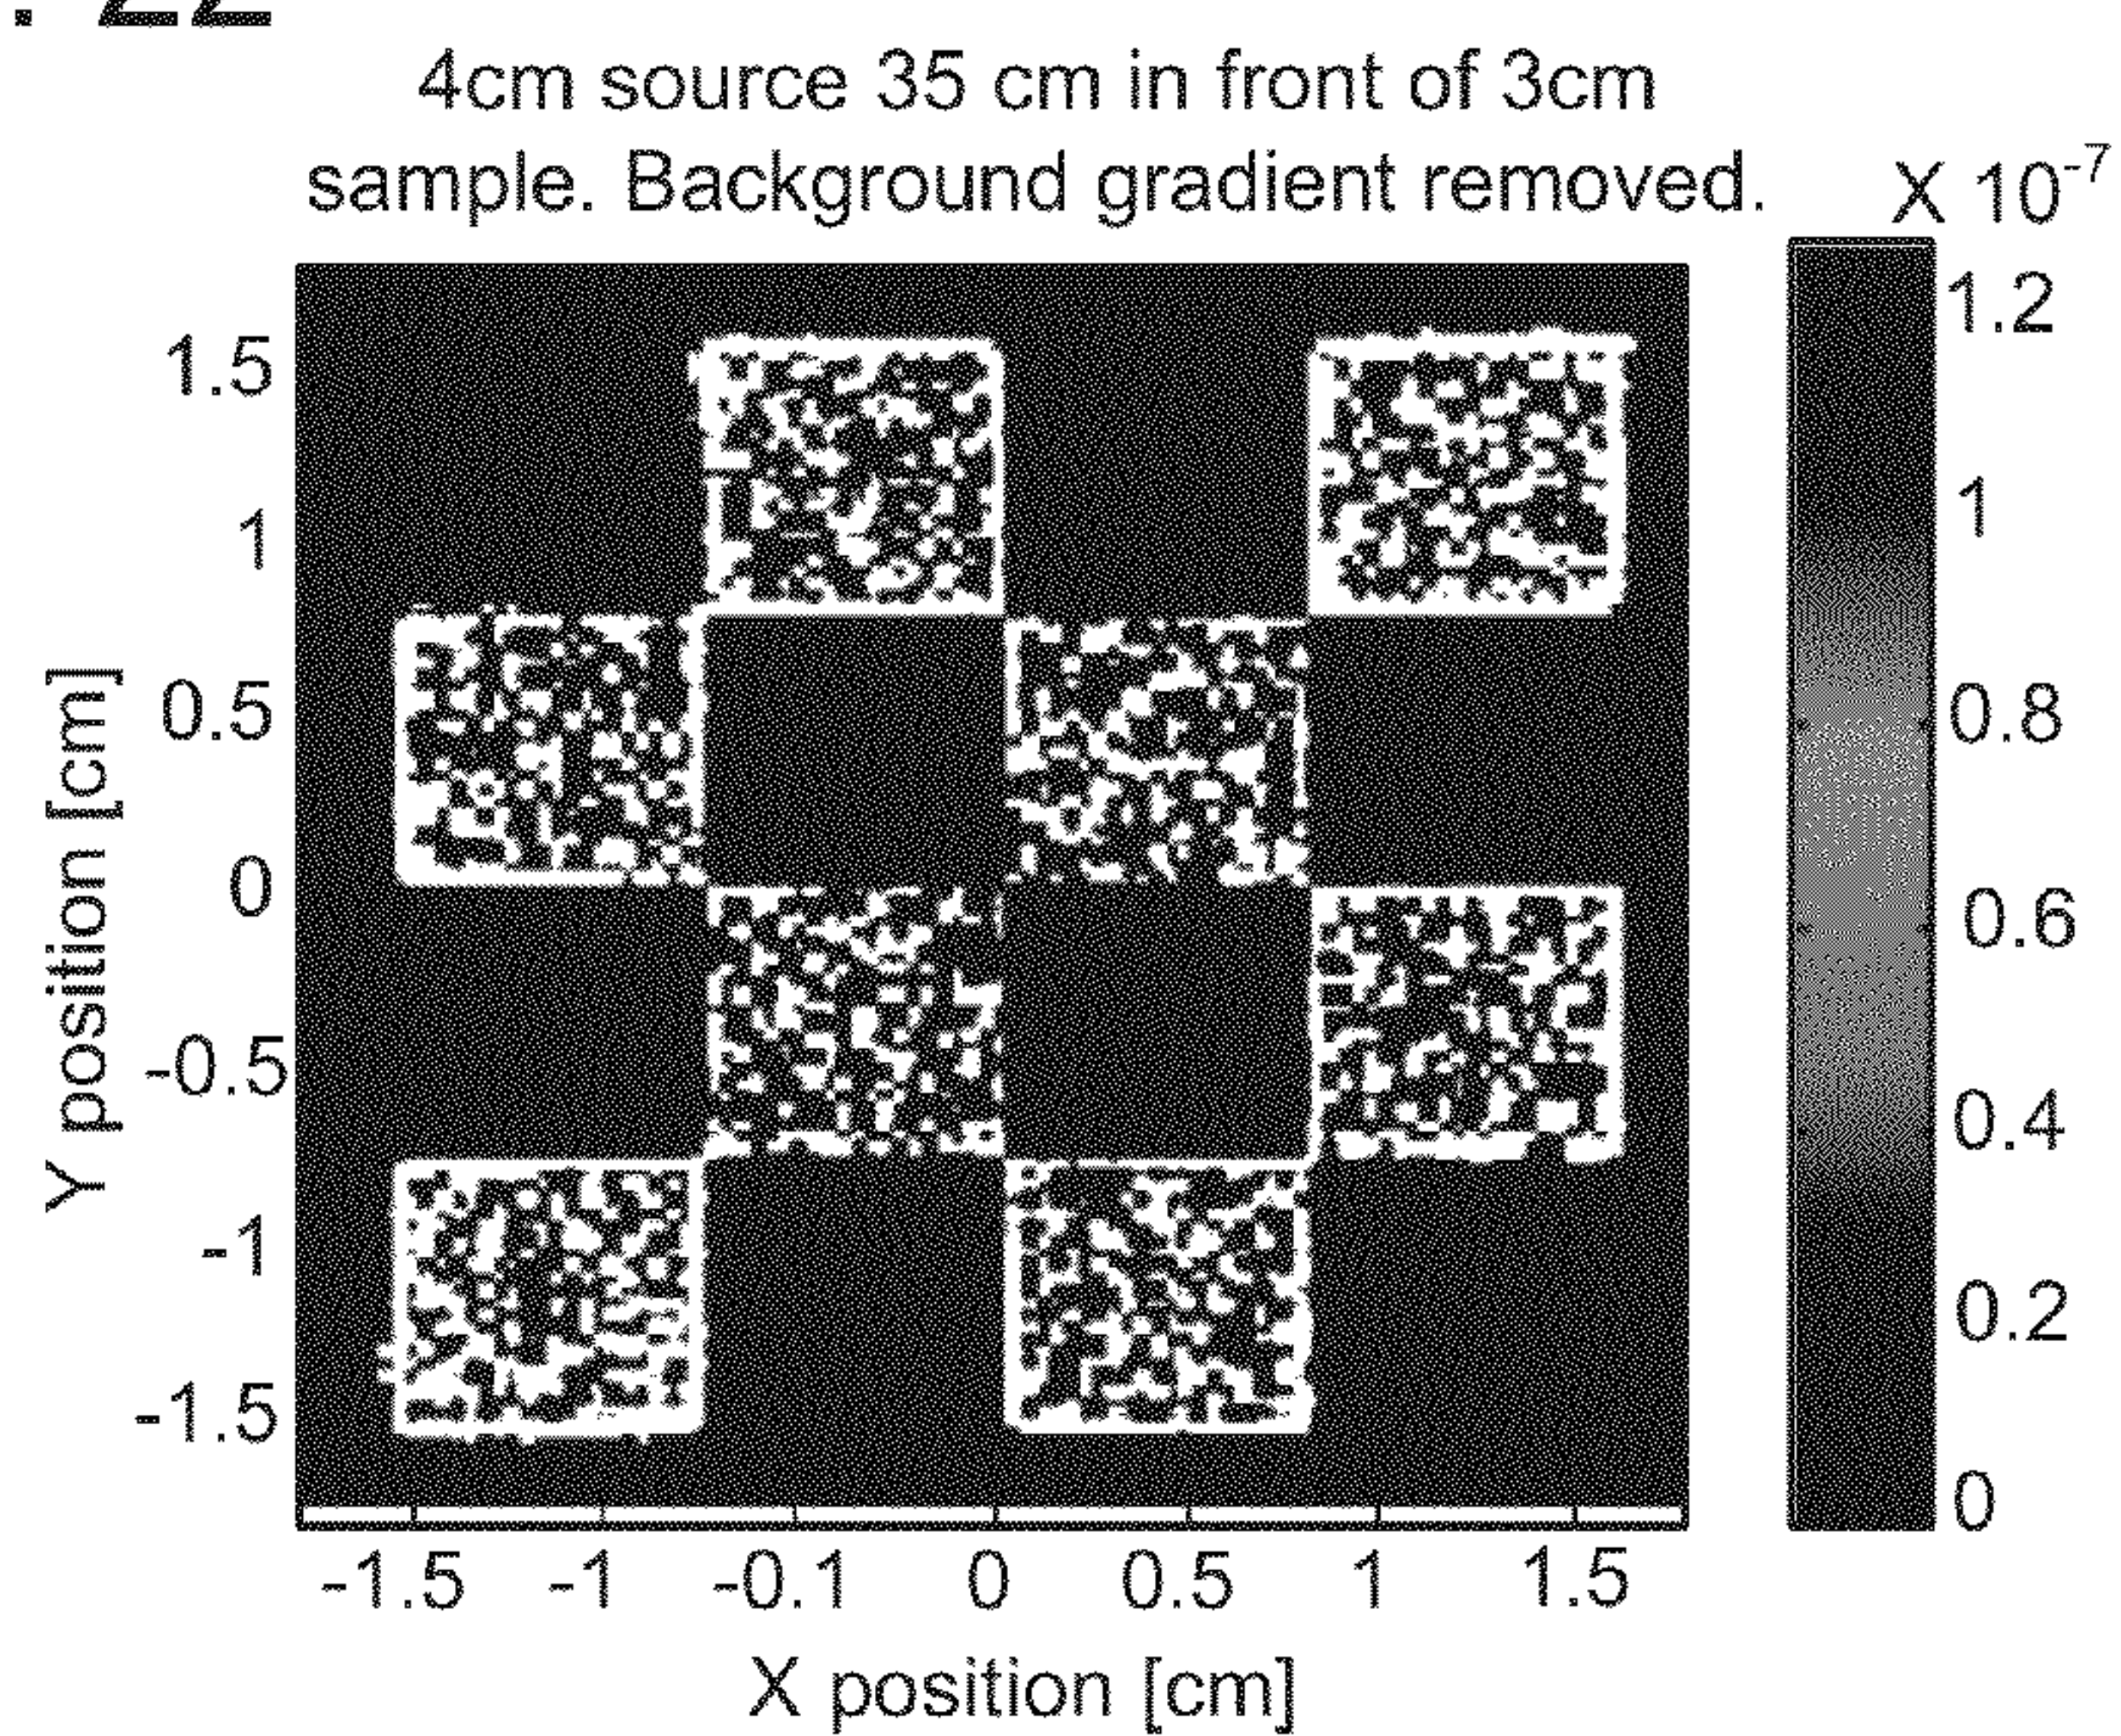 . 22
4cm source 35 cm in front of 3cm
sample. Background gradient removed.
X 10-7
1.2
1
0.8
0.6
0.4
0.2
0
Y position [cm]
1.5
1
0.5
0
-0.5
-1
-1.5
-1.5 -1 -0.1 0 0.5 1 1.5
X position [cm]